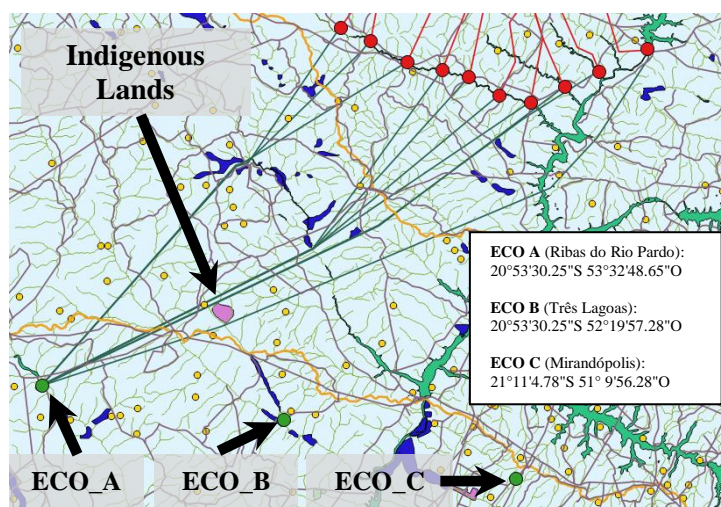 Indigenous
Lands
ECO A (Ribas do Rio Pardo):
20°53'30.25"S 53°32'48.65"O
ECO B (Três Lagoas):
20°53'30.25"S 52°19'57.28"O
ECO C (Mirandópolis):
21°11'4.78"S 51° 9'56.28"O
ECO_A
ECO_B
ECO_C